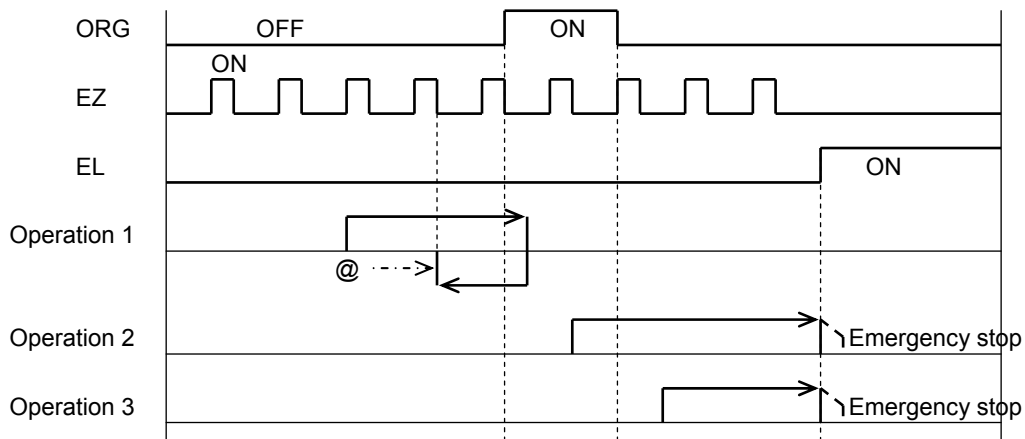 ORG OFF ON
ON
EZ
EL ON
Operation 1
@
Operation 2 Emergency stop
Operation 3 Emergency stop